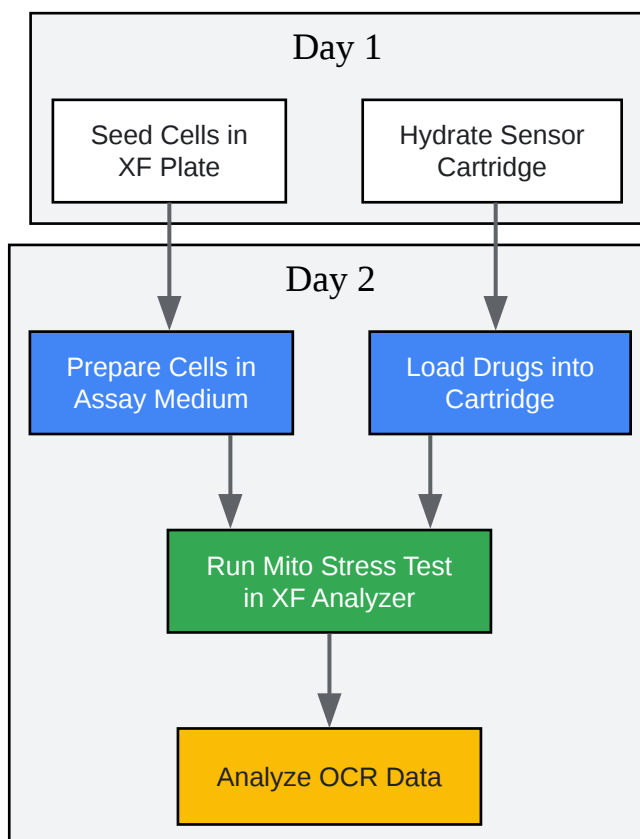 Day 1
Seed Cells in
XF Plate
Hydrate Sensor
Cartridge
Day 2
Prepare Cells in
Assay Medium
Load Drugs into
Cartridge
Run Mito Stress Test
in XF Analyzer
Analyze OCR Data